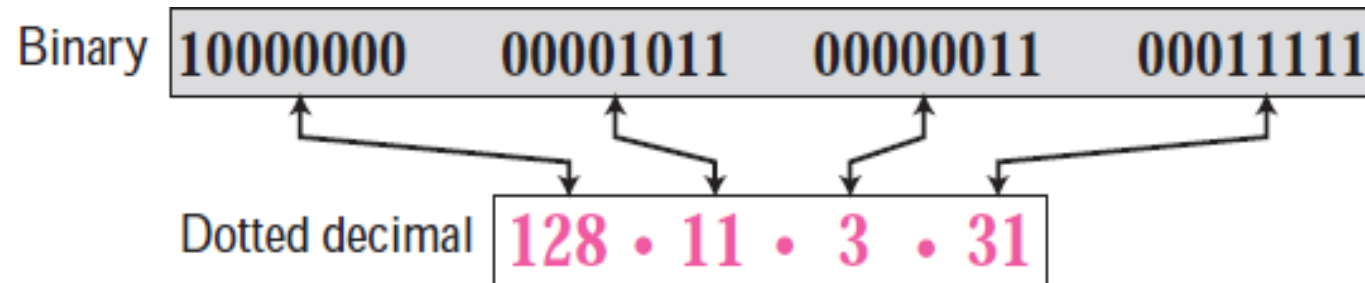 Binary 10000000 00001011 00000011 00011111
Dotted decimal 128 • 11 • 3 • 31